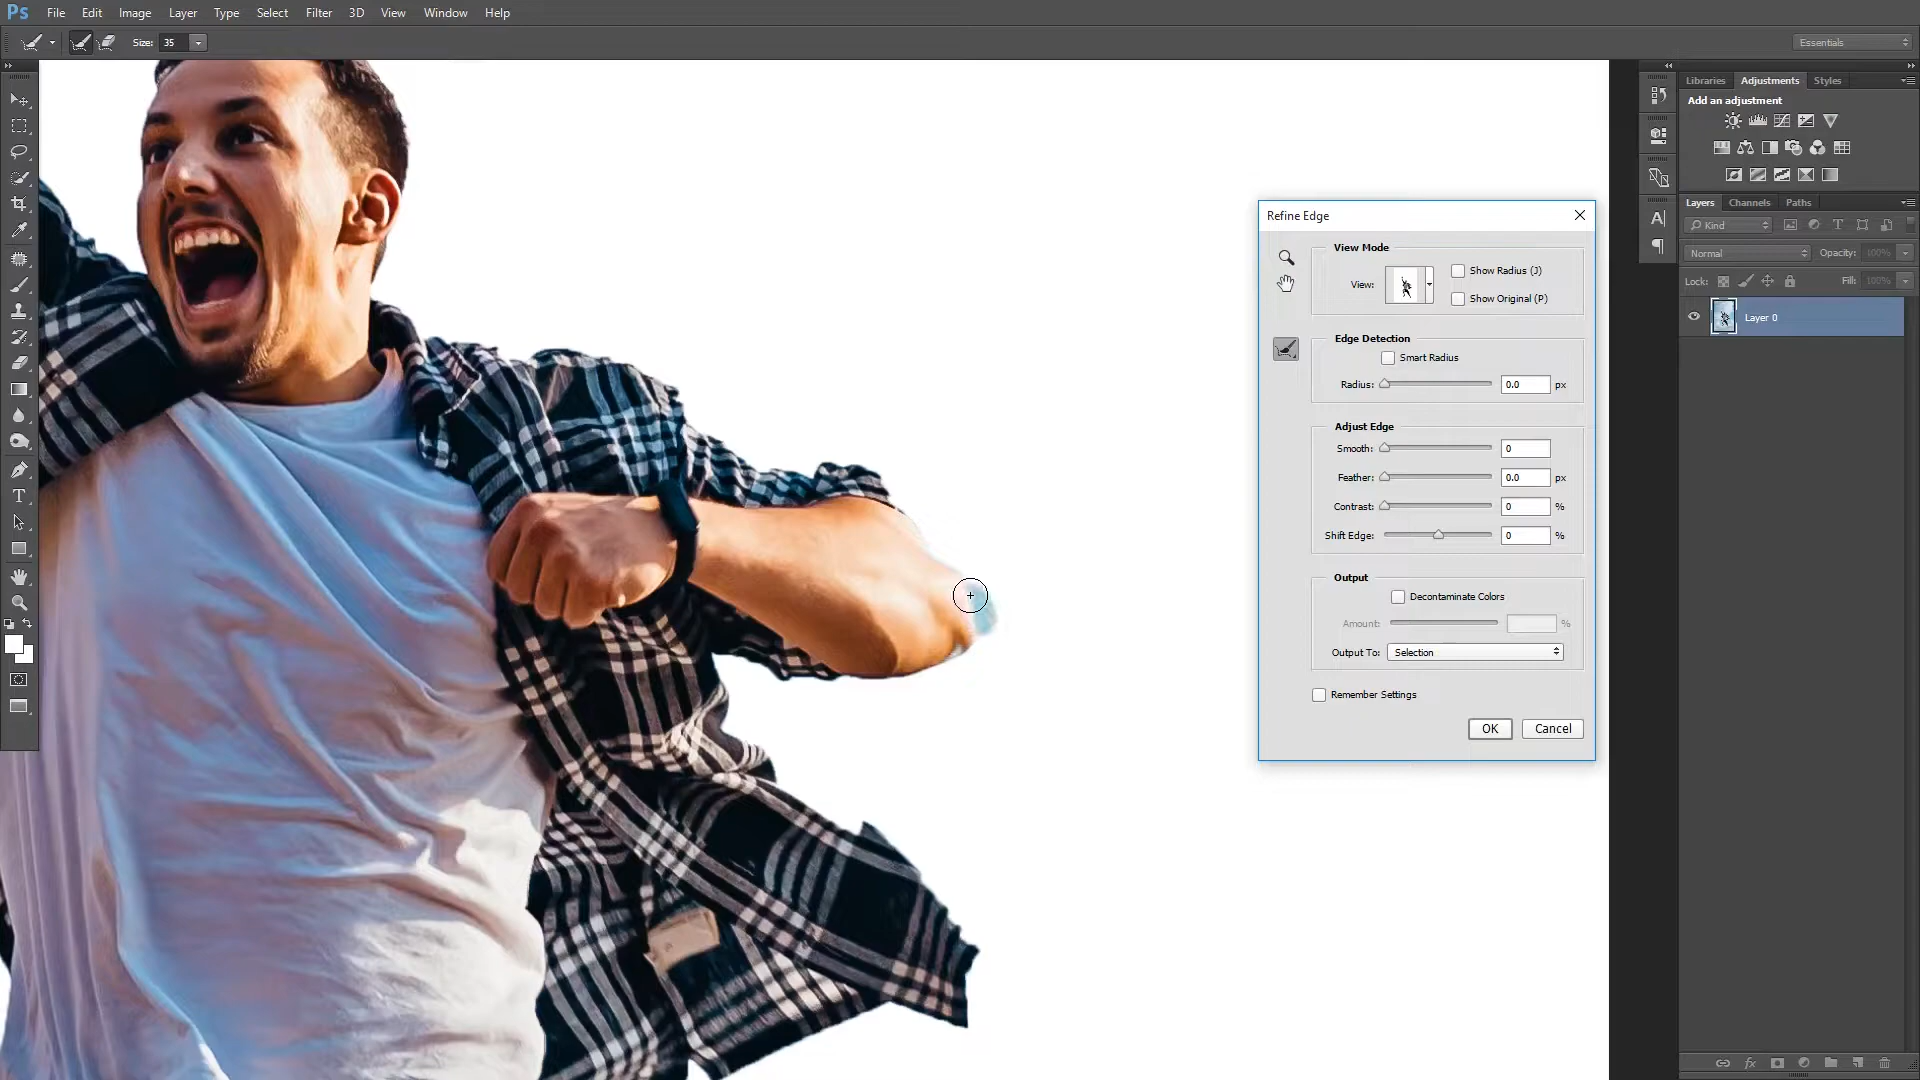 Ps File Edit Image Layer Type Select Filter 3D View Window Help
Size: 35 Essentials
Libraries Adjustments Styles
Add an adjustment
Layers Channels Paths
Kind
Normal Opacity: 100%
Lock: Fill: 100%
Layer 0
Refine Edge
View Mode
View: Show Radius (J)
Show Original (P)
Edge Detection
Smart Radius
Radius: 0.0 px
Adjust Edge
Smooth: 0
Feather: 0.0 px
Contrast: 0 %
Shift Edge: 0 %
Output
Decontaminate Colors
Amount: %
Output To: Selection
Remember Settings
OK Cancel